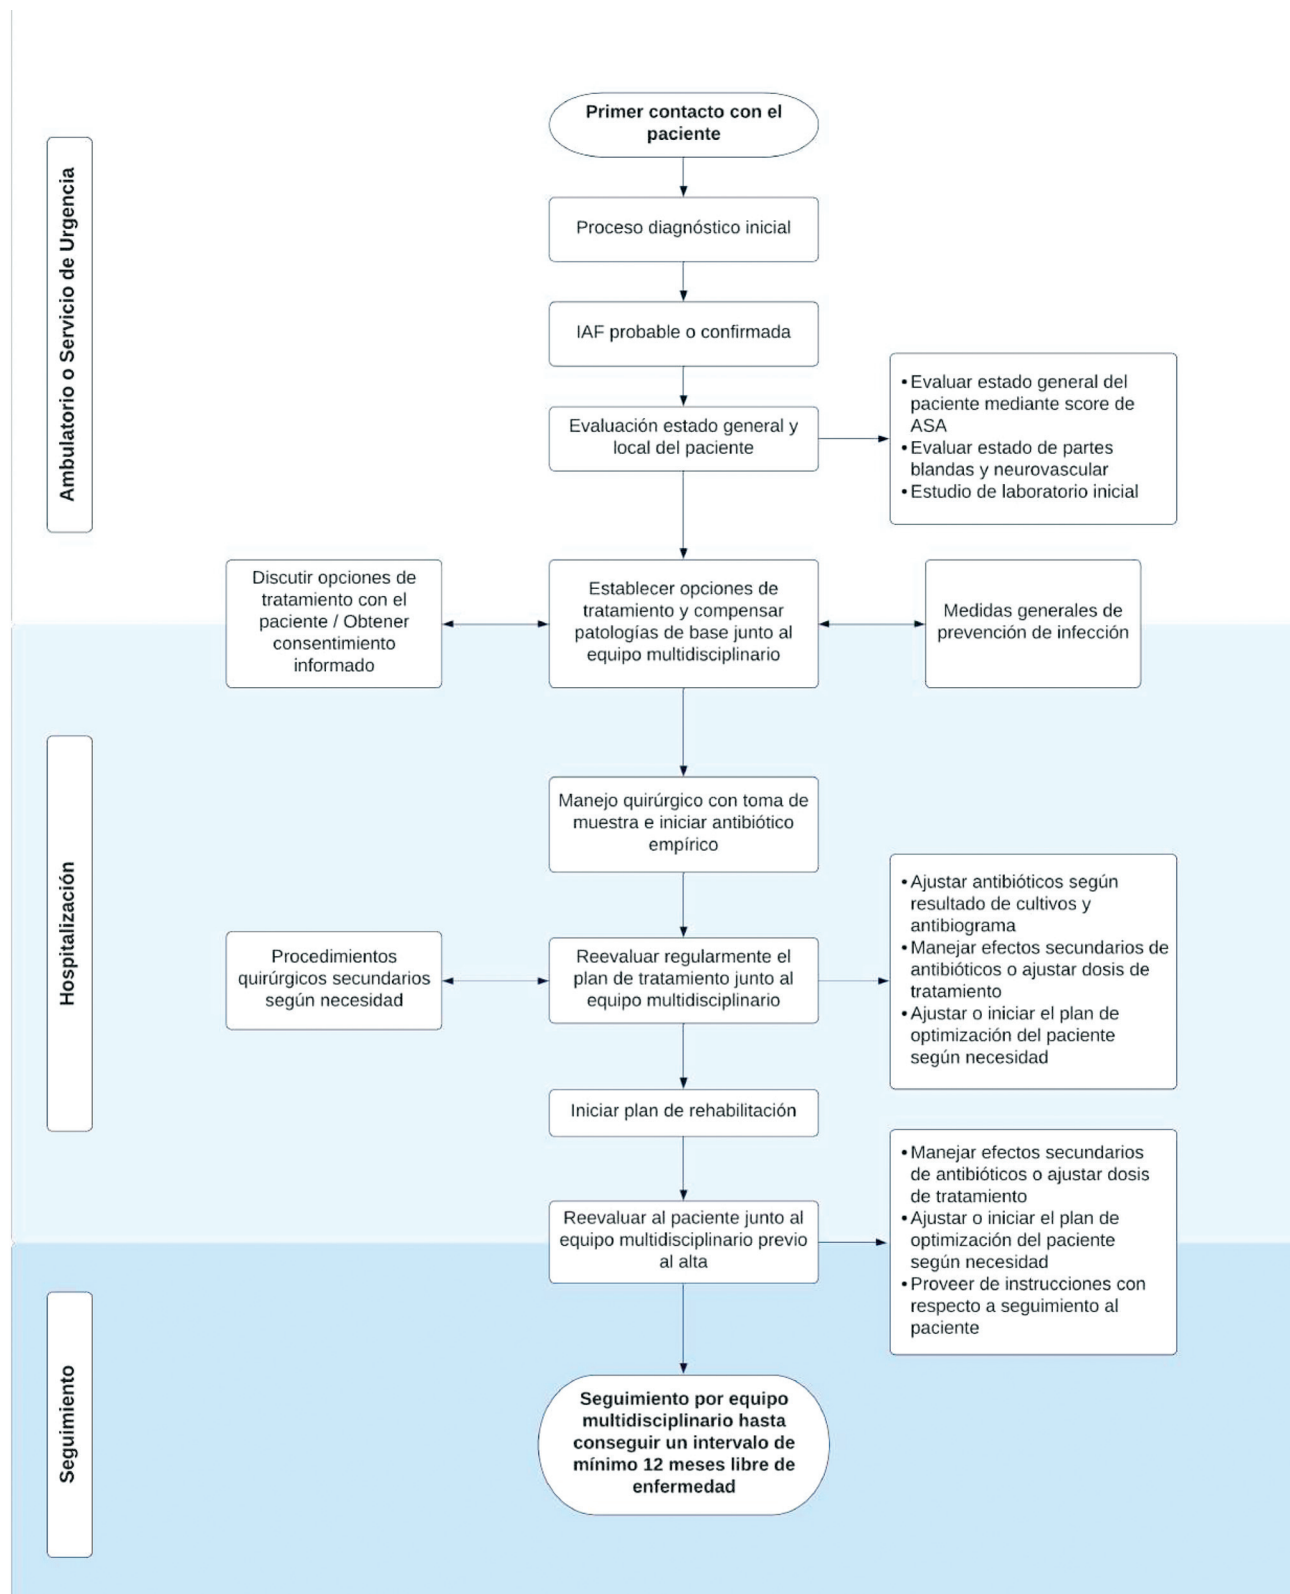 Primer contacto con el
paciente
Ambulatorio o Servicio de Urgencia
Proceso diagnóstico inicial
IAF probable o confirmada
Evaluación estado general y
local del paciente
• Evaluar estado general del
paciente mediante score de
ASA
• Evaluar estado de partes
blandas y neurovascular
• Estudio de laboratorio inicial
Discutir opciones de
tratamiento con el
paciente / Obtener
consentimiento
informado
Establecer opciones de
tratamiento y compensar
patologías de base junto al
equipo multidisciplinario
Medidas generales de
prevención de infección
Hospitalización
Manejo quirúrgico con toma de
muestra e iniciar antibiótico
empírico
Procedimientos
quirúrgicos secundarios
según necesidad
Reevaluar regularmente el
plan de tratamiento junto al
equipo multidisciplinario
• Ajustar antibióticos según
resultado de cultivos y
antibiograma
• Manejar efectos secundarios de
antibióticos o ajustar dosis de
tratamiento
• Ajustar o iniciar el plan de
optimización del paciente
según necesidad
Iniciar plan de rehabilitación
Reevaluar al paciente junto al
equipo multidisciplinario previo
al alta
• Manejar efectos secundarios
de antibióticos o ajustar dosis
de tratamiento
• Ajustar o iniciar el plan de
optimización del paciente
según necesidad
• Proveer de instrucciones con
respecto a seguimiento al
paciente
Seguimiento
Seguimiento por equipo
multidisciplinario hasta
conseguir un intervalo de
mínimo 12 meses libre de
enfermedad